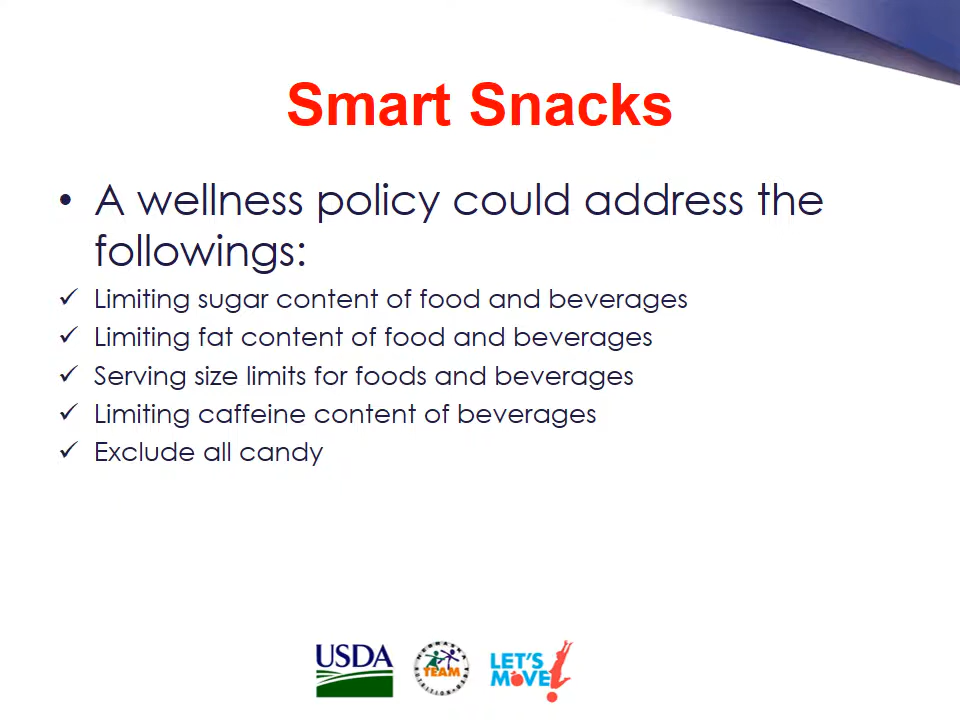 Smart Snacks
• A wellness policy could address the
followings:
✓ Limiting sugar content of food and beverages
✓ Limiting fat content of food and beverages
✓ Serving size limits for foods and beverages
✓ Limiting caffeine content of beverages
✓ Exclude all candy
USDA
TEAM
LET'S
MOVE!